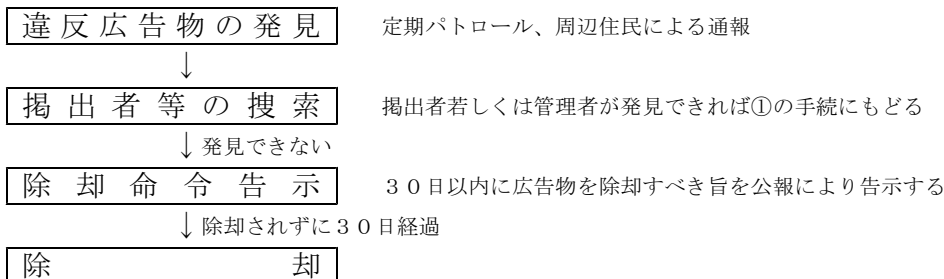 違反広告物の発見 定期パトロール、周辺住民による通報
↓
掲出者等の捜索 掲出者若しくは管理者が発見できれば①の手続にもどる
↓発見できない
除却命令告示 30日以内に広告物を除却すべき旨を公報により告示する
↓除却されずに30日経過
除却